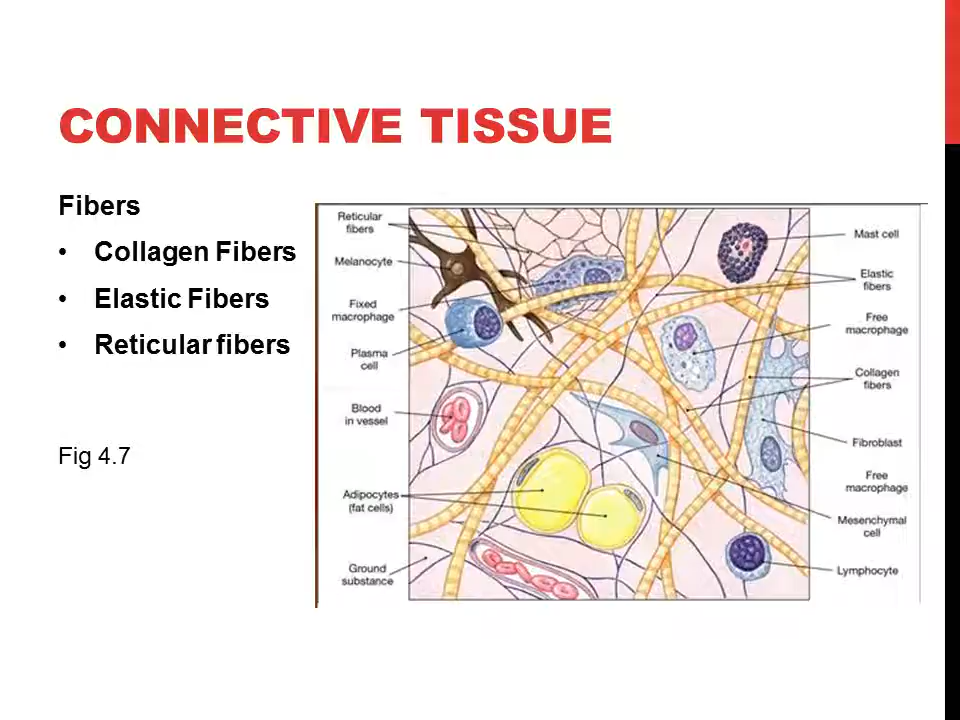 CONNECTIVE TISSUE
Fibers
• Collagen Fibers
• Elastic Fibers
• Reticular fibers
Fig 4.7
Reticular
fibers
Melanocyte
Fixed
macrophage
Plasma
cell
Blood
in vessel
Adipocytes
(fat cells)
Ground
substance
Mast cell
Elastic
fibers
Free
macrophage
Collagen
fibers
Fibroblast
Free
macrophage
Mesenchymal
cell
Lymphocyte